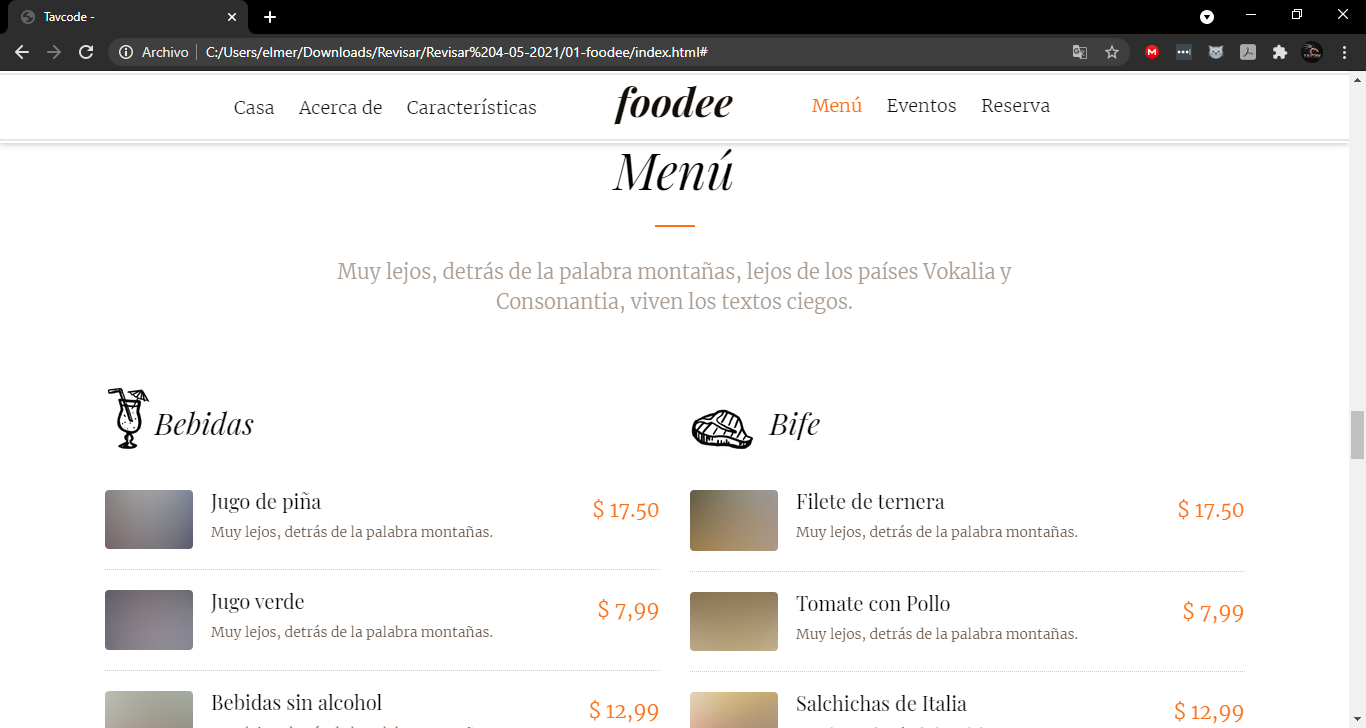 Tavcode -
Archivo
C:/Users/elmer/Downloads/Revisar/Revisar%204-05-2021/01-foodee/index.html#
Casa Acerca de Características foodee Menú Eventos Reserva
Menú
Muy lejos, detrás de la palabra montañas, lejos de los países Vokalia y
Consonantia, viven los textos ciegos.
Bebidas
Jugo de piña $ 17.50
Muy lejos, detrás de la palabra montañas.
Jugo verde $ 7,99
Muy lejos, detrás de la palabra montañas.
Bebidas sin alcohol $ 12,99
Bife
Filete de ternera $ 17.50
Muy lejos, detrás de la palabra montañas.
Tomate con Pollo $ 7,99
Muy lejos, detrás de la palabra montañas.
Salchichas de Italia $ 12,99